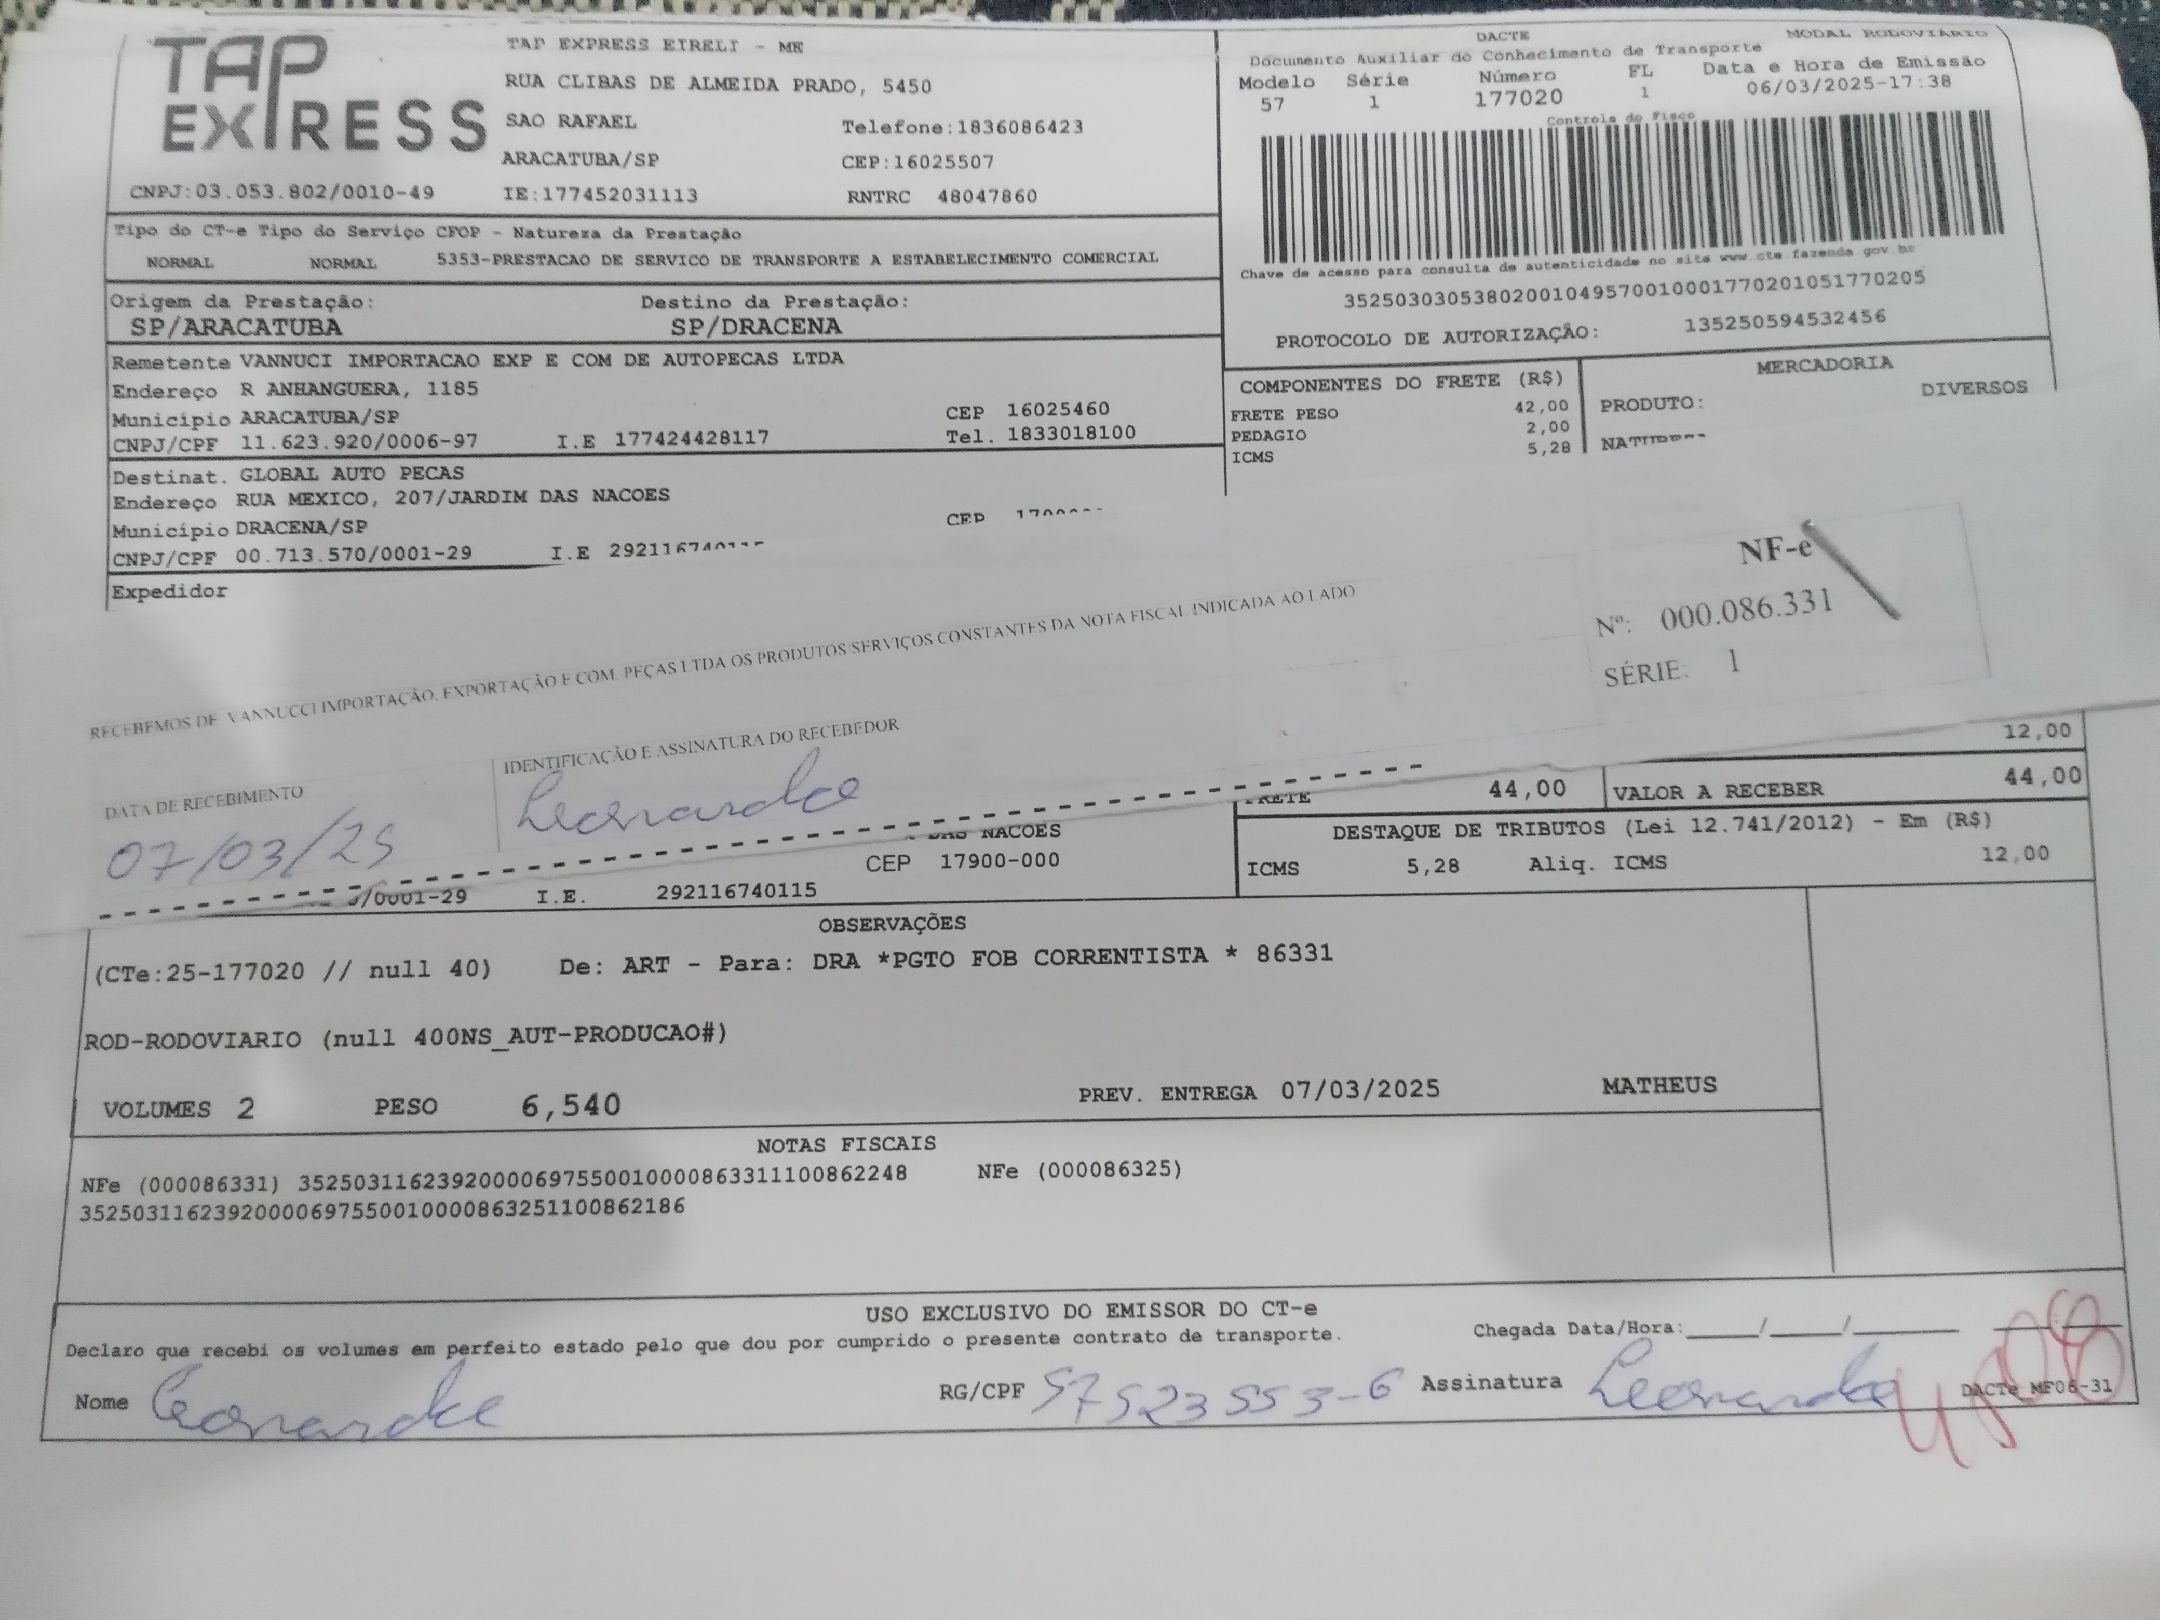 TAP EXPRESS
TAP EXPRESS EIRELI - ME
RUA CLIBAS DE ALMEIDA PRADO, 5450
SAO RAFAEL Telefone:1836086423
ARACATUBA/SP CEP:16025507
CNPJ:03.053.802/0010-49 IE:177452031113 RNTRC 48047860
DACTE MODAL RODOVIÁRIO
Documento Auxiliar do Conhecimento de Transporte
Modelo Série Número FL Data e Hora de Emissão
57 1 177020 1 06/03/2025-17:38
Controle do Fisco
Chave de acesso para consulta de autenticidade no site www.cte.fazenda.gov.br
35250303053802001049570010001770201051770205
PROTOCOLO DE AUTORIZAÇÃO: 135250594532456
Tipo do CT-e Tipo do Serviço CFOP - Natureza da Prestação
NORMAL NORMAL 5353-PRESTACAO DE SERVICO DE TRANSPORTE A ESTABELECIMENTO COMERCIAL
Origem da Prestação: Destino da Prestação:
SP/ARACATUBA SP/DRACENA
Remetente VANNUCI IMPORTACAO EXP E COM DE AUTOPECAS LTDA
Endereço R ANHANGUERA, 1185
Município ARACATUBA/SP CEP 16025460
CNPJ/CPF 11.623.920/0006-97 I.E 177424428117 Tel. 1833018100
COMPONENTES DO FRETE (R$)
FRETE PESO 42,00
PEDAGIO 2,00
ICMS 5,28
MERCADORIA
PRODUTO: DIVERSOS
Destinat. GLOBAL AUTO PECAS
Endereço RUA MEXICO, 207/JARDIM DAS NACOES
Município DRACENA/SP CEP
CNPJ/CPF 00.713.570/0001-29 I.E 292116740115
Expedidor
NF-e
Nº: 000.086.331
SÉRIE: 1
RECEBEMOS DE VANNUCCI IMPORTAÇÃO, EXPORTAÇÃO E COM. PEÇAS LTDA OS PRODUTOS SERVIÇOS CONSTANTES DA NOTA FISCAL INDICADA AO LADO
DATA DE RECEBIMENTO IDENTIFICAÇÃO E ASSINATURA DO RECEBEDOR
07/03/25 Leonardo
12,00
FRETE 44,00 VALOR A RECEBER 44,00
DAS NACOES
CEP 17900-000
/0001-29 I.E. 292116740115
DESTAQUE DE TRIBUTOS (Lei 12.741/2012) - Em (R$)
ICMS 5,28 Aliq. ICMS 12,00
OBSERVAÇÕES
(CTe:25-177020 // null 40) De: ART - Para: DRA *PGTO FOB CORRENTISTA * 86331
ROD-RODOVIARIO (null 400NS_AUT-PRODUCAO#)
VOLUMES 2 PESO 6,540 PREV. ENTREGA 07/03/2025 MATHEUS
NOTAS FISCAIS
NFe (000086331) 35250311623920000697550010000863311100862248 NFe (000086325)
35250311623920000697550010000863251100862186
USO EXCLUSIVO DO EMISSOR DO CT-e
Declaro que recebi os volumes em perfeito estado pelo que dou por cumprido o presente contrato de transporte. Chegada Data/Hora:____/____/______
Nome Leonardo RG/CPF 57523553-6 Assinatura Leonardo DACTe MF06-31